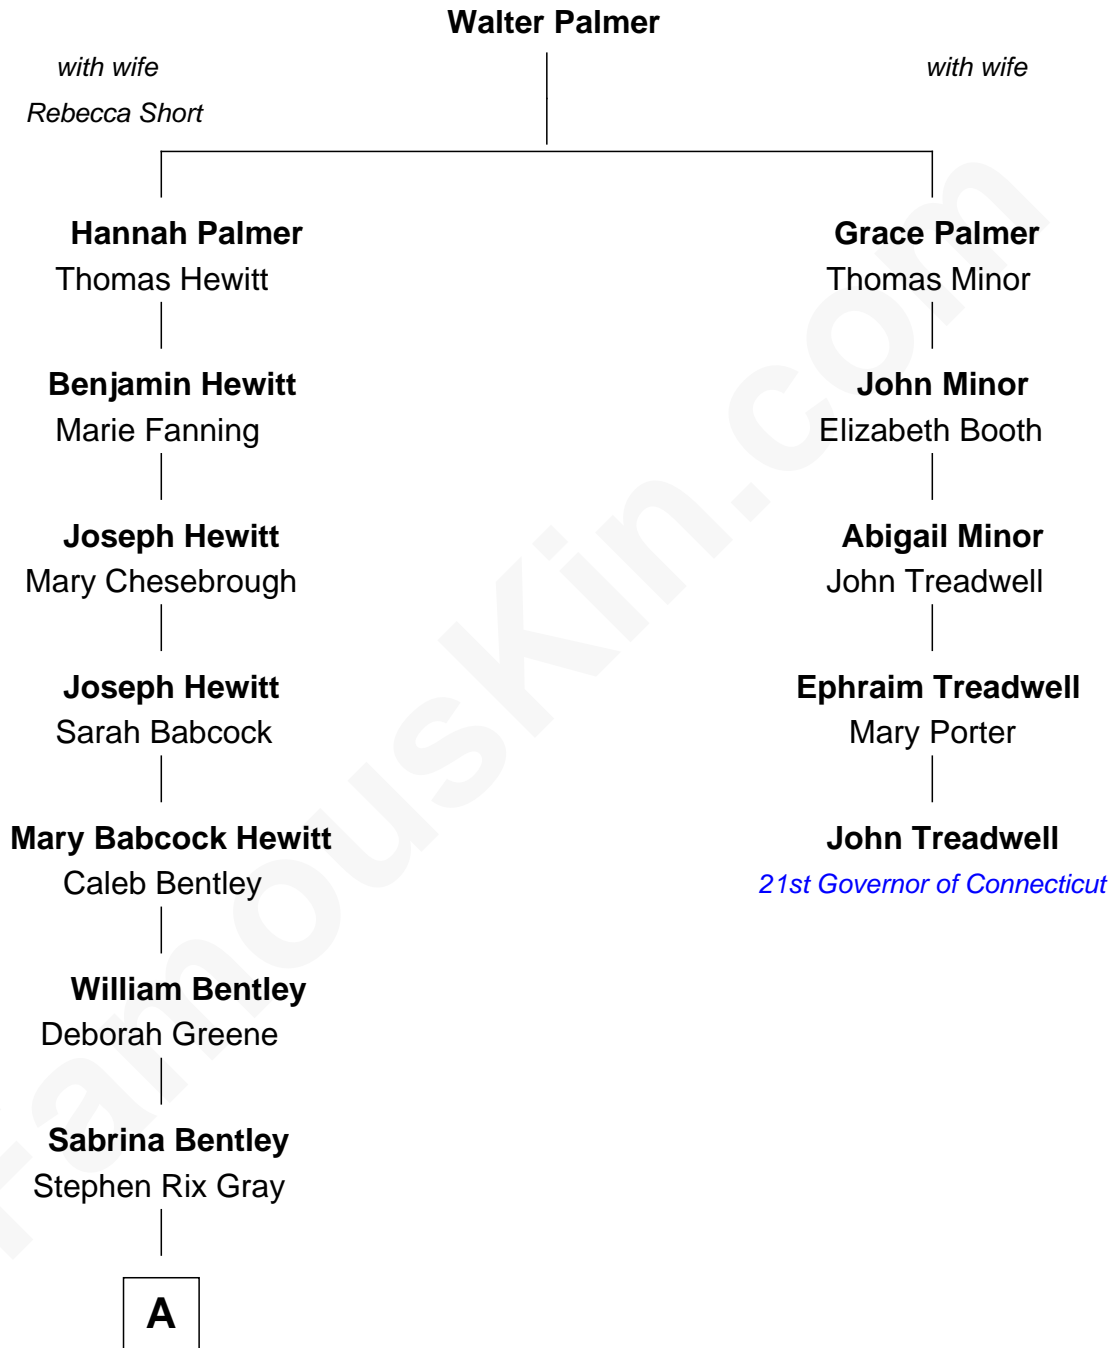 Walter Palmer
with wife
with wife
Rebecca Short
Hannah Palmer
Grace Palmer
Thomas Hewitt
Thomas Minor
Benjamin Hewitt
John Minor
Marie Fanning
Elizabeth Booth
Joseph Hewitt
Abigail Minor
Mary Chesebrough
John Treadwell
Joseph Hewitt
Ephraim Treadwell
Sarah Babcock
Mary Porter
Mary Babcock Hewitt
John Treadwell
Caleb Bentley
21st Governor of Connecticut
William Bentley
Deborah Greene
Sabrina Bentley
Stephen Rix Gray
A
FamousKin.com